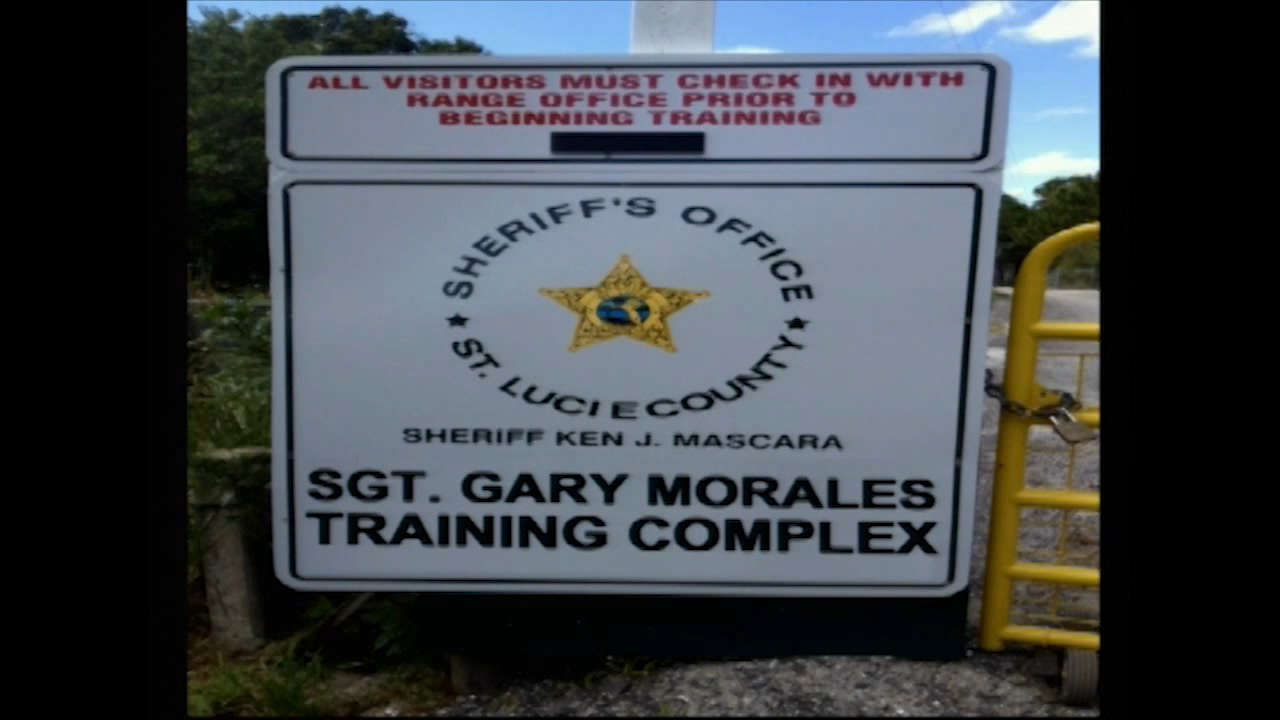 ALL VISITORS MUST CHECK IN WITH
RANGE OFFICE PRIOR TO
BEGINNING TRAINING
SHERIFF'S OFFICE
ST. LUCIE COUNTY
SHERIFF KEN J. MASCARA
SGT. GARY MORALES
TRAINING COMPLEX